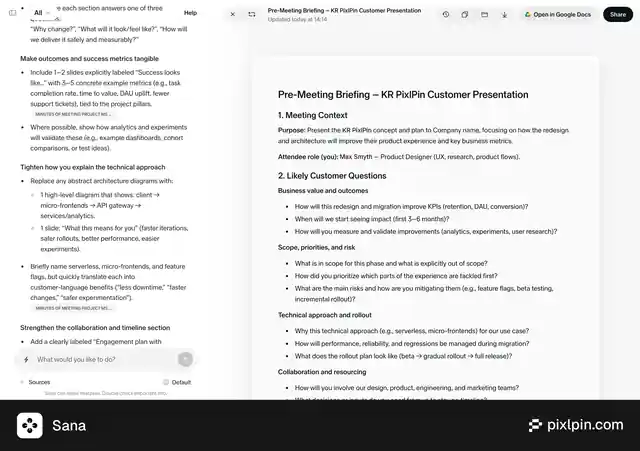 All
Help
e each section answers one of three
"Why change?", "What will it look/feel like?", "How will
we deliver it safely and measurably?"
Make outcomes and success metrics tangible
Include 1–2 slides explicitly labeled "Success looks
like…" with 3–5 concrete example metrics (e.g., task
completion rate, time to value, DAU uplift, fewer
support tickets), tied to the project pillars.
MINUTES OF MEETING PROJECT MS...
Where possible, show how analytics and experiments
will validate these (e.g., example dashboards, cohort
comparisons, or test ideas).
Tighten how you explain the technical approach
Replace any abstract architecture diagrams with:
1 high-level diagram that shows: client →
micro-frontends → API gateway →
services/analytics.
1 slide: "What this means for you" (faster iterations,
safer rollouts, better performance, easier
experiments).
Briefly name serverless, micro-frontends, and feature
flags, but quickly translate each into
customer-language benefits ("less downtime," "faster
changes," "safer experimentation").
MINUTES OF MEETING PROJECT MS...
Strengthen the collaboration and timeline section
Add a clearly labeled "Engagement plan with
What would you like to do?
Sources
Default
Pre-Meeting Briefing – KR PixlPin Customer Presentation
Updated today at 14:14
Open in Google Docs
Share
Pre-Meeting Briefing – KR PixlPin Customer Presentation
1. Meeting Context
Purpose: Present the KR PixlPin concept and plan to Company name, focusing on how the redesign
and architecture will improve their product experience and key business metrics.
Attendee role (you): Max Smyth – Product Designer (UX, research, product flows).
2. Likely Customer Questions
Business value and outcomes
How will this redesign and migration improve KPIs (retention, DAU, conversion)?
When will we start seeing impact (first 3–6 months)?
How will you measure and validate improvements (analytics, experiments, user research)?
Scope, priorities, and risk
What is in scope for this phase and what is explicitly out of scope?
How did you prioritize which parts of the experience are tackled first?
What are the main risks and how are you mitigating them (e.g., feature flags, beta testing,
incremental rollout)?
Technical approach and rollout
Why this technical approach (e.g., serverless, micro-frontends) for our use case?
How will performance, reliability, and regressions be managed during migration?
What does the rollout plan look like (beta → gradual rollout → full release)?
Collaboration and resourcing
How will you involve our design, product, engineering, and marketing teams?
Sana
pixlpin.com